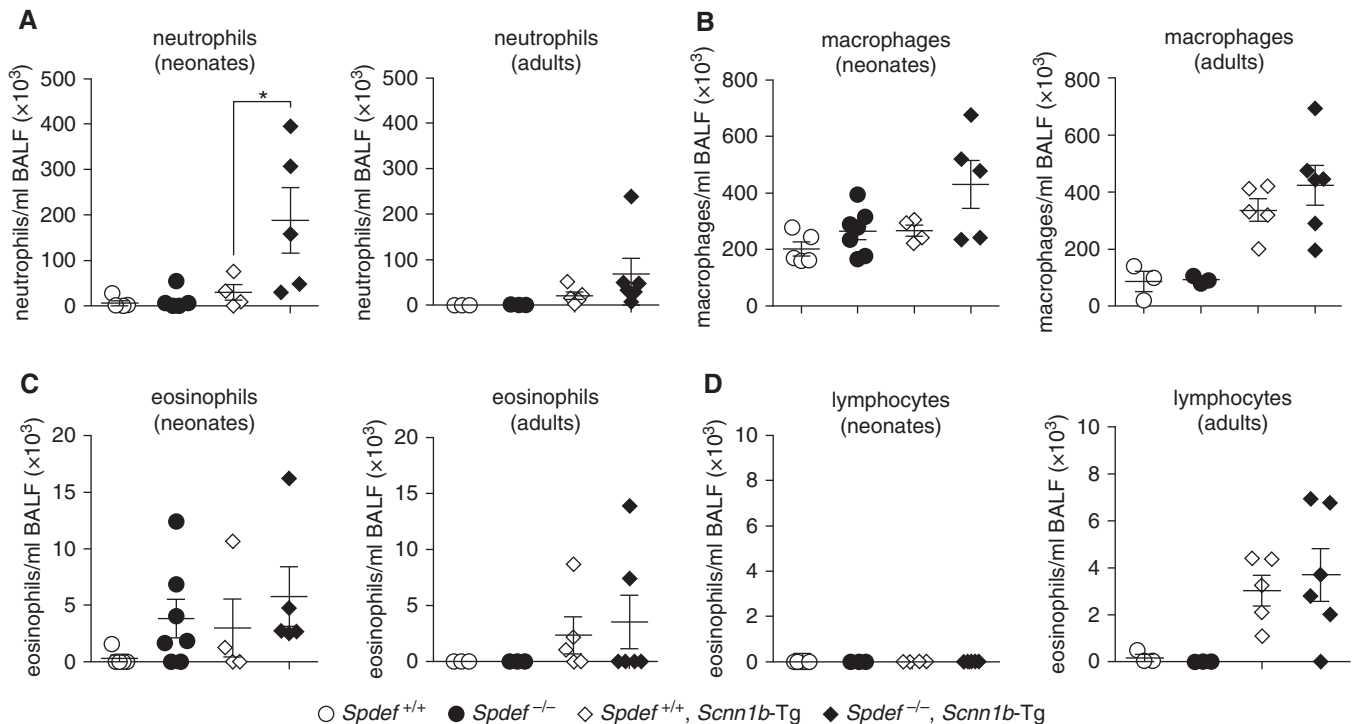 A
neutrophils
(neonates)
neutrophils/ml BALF (×10³)
500
400
300
200
100
0
*
neutrophils
(adults)
neutrophils/ml BALF (×10³)
500
400
300
200
100
0
B
macrophages
(neonates)
macrophages/ml BALF (×10³)
800
600
400
200
0
macrophages
(adults)
macrophages/ml BALF (×10³)
800
600
400
200
0
C
eosinophils
(neonates)
eosinophils/ml BALF (×10³)
20
15
10
5
0
eosinophils
(adults)
eosinophils/ml BALF (×10³)
20
15
10
5
0
D
lymphocytes
(neonates)
eosinophils/ml BALF (×10³)
10
8
6
4
2
0
lymphocytes
(adults)
eosinophils/ml BALF (×10³)
10
8
6
4
2
0
Spdef +/+ Spdef −/− Spdef +/+, Scnn1b-Tg Spdef −/−, Scnn1b-Tg